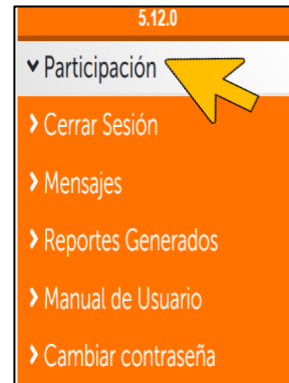 5.12.0
Participación
Cerrar Sesión
Mensajes
Reportes Generados
Manual de Usuario
Cambiar contraseña